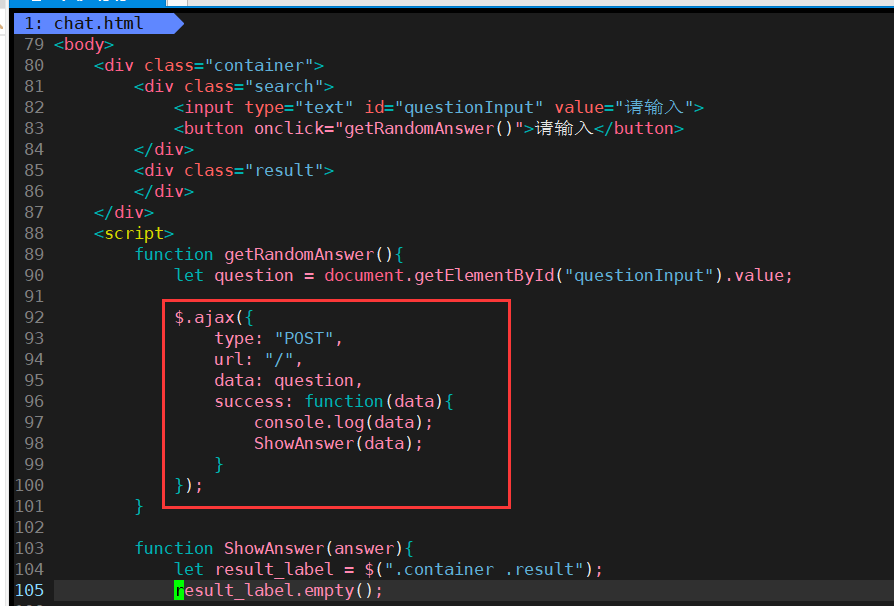 1: chat.html
79 <body>
80     <div class="container">
81         <div class="search">
82             <input type="text" id="questionInput" value="请输入">
83             <button onclick="getRandomAnswer()">请输入</button>
84         </div>
85         <div class="result">
86         </div>
87     </div>
88     <script>
89         function getRandomAnswer(){
90             let question = document.getElementById("questionInput").value;
91
92             $.ajax({
93                 type: "POST",
94                 url: "/",
95                 data: question,
96                 success: function(data){
97                     console.log(data);
98                     ShowAnswer(data);
99                 }
100             });
101         }
102
103         function ShowAnswer(answer){
104             let result_label = $(".container .result");
105             result_label.empty();